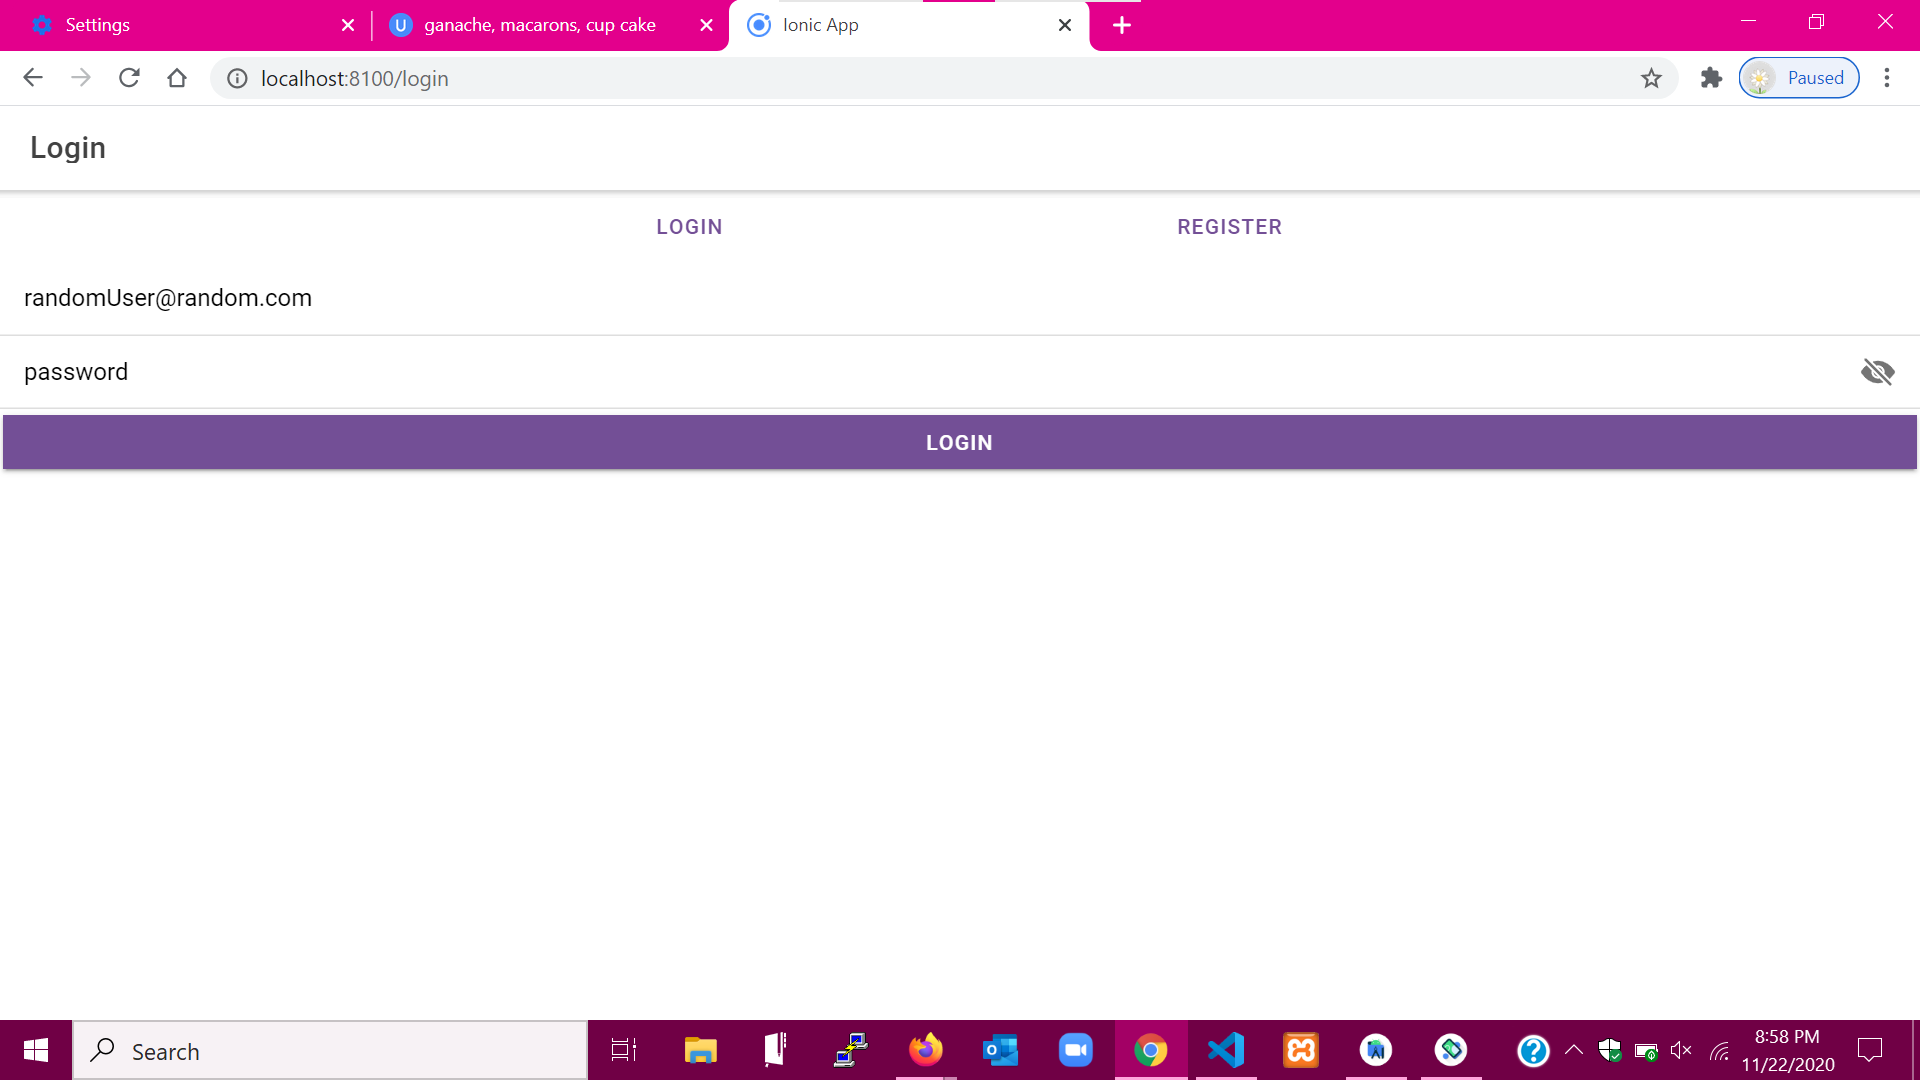 Settings
U
ganache, macarons, cup cake
Ionic App
localhost:8100/login
Paused
Login
LOGIN
REGISTER
randomUser@random.com
password
LOGIN
Search
8:58 PM
11/22/2020